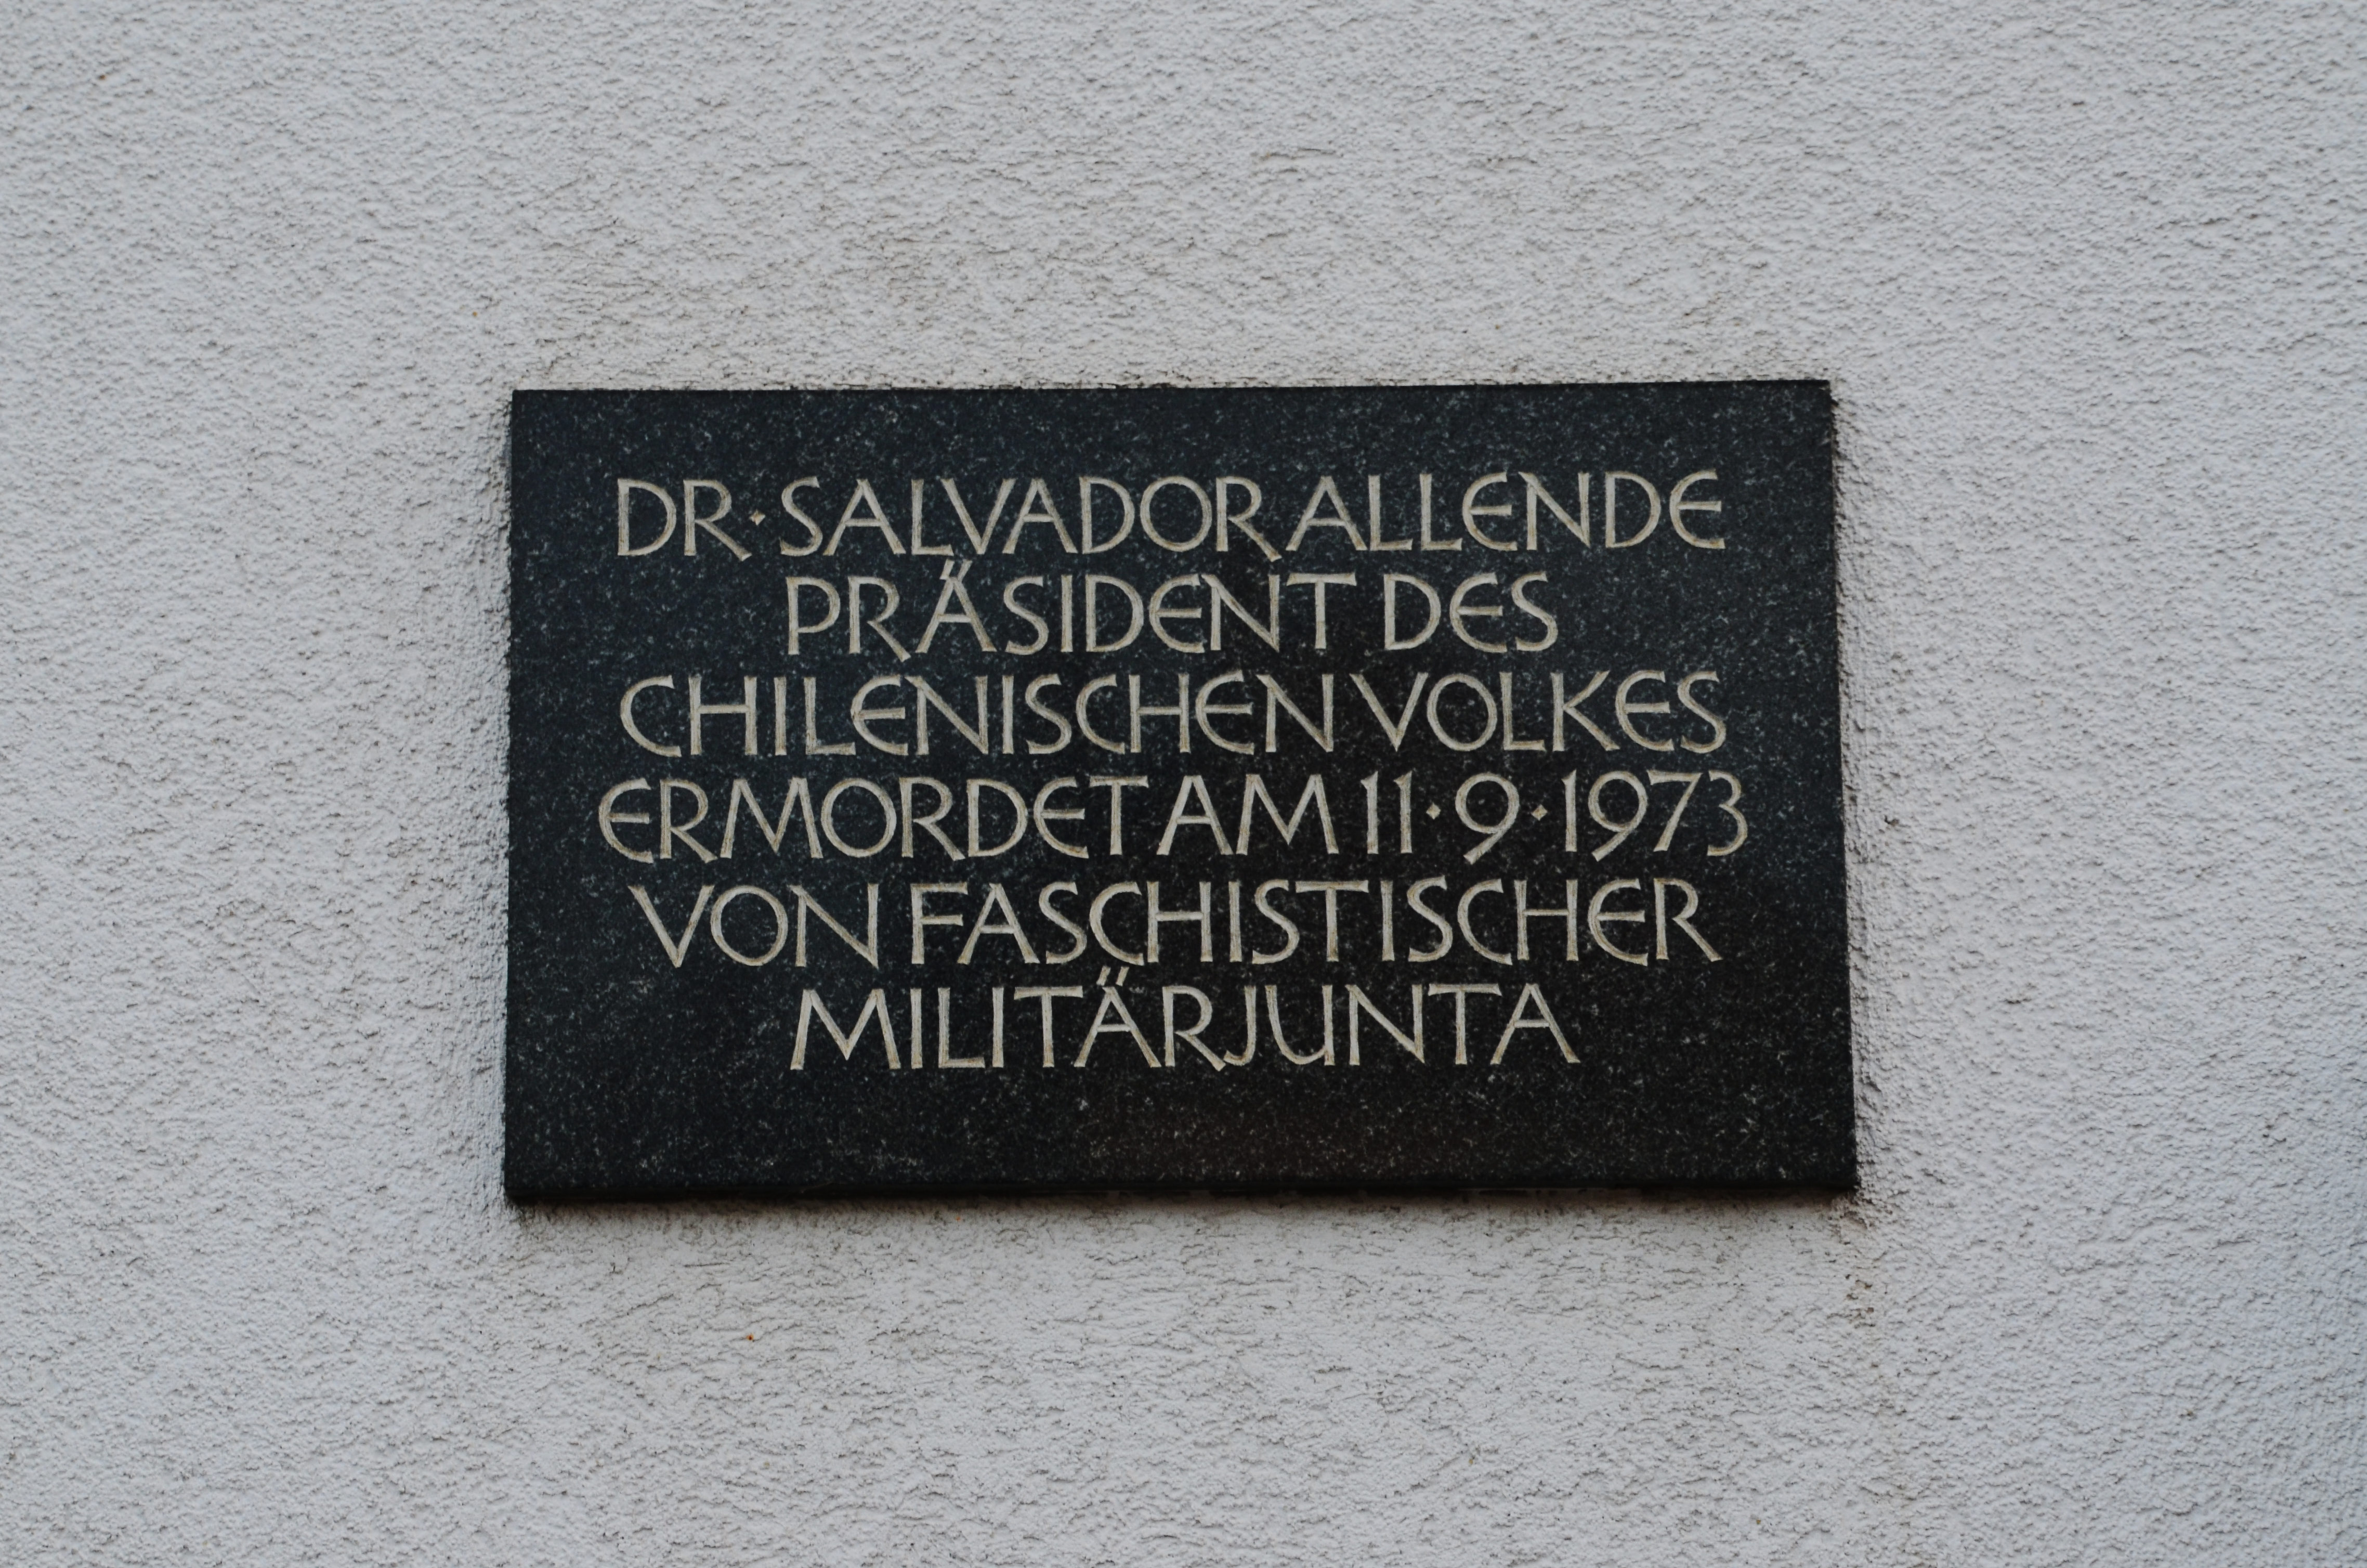 DR·SALVADOR ALLENDE
PRÄSIDENT DES
CHILENISCHEN VOLKES
ERMORDET AM 11·9·1973
VON FASCHISTISCHER
MILITÄRJUNTA